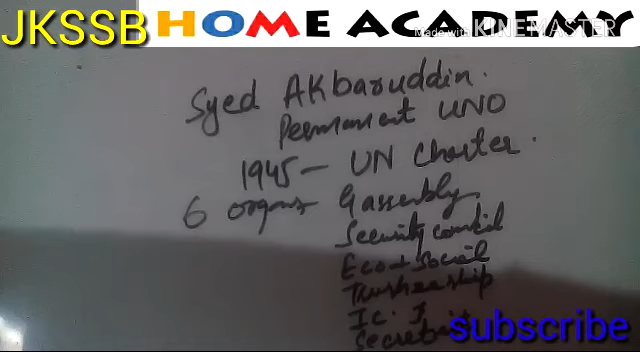 JKSSB HOME ACADEMY
Made with KINEMASTER
Syed Akbaruddin.
Permanent UNO
1945 - UN Charter.
6 organs G assembly
Security council
Eco + Social
Trusteeship
I C. J
Secretariat
subscribe